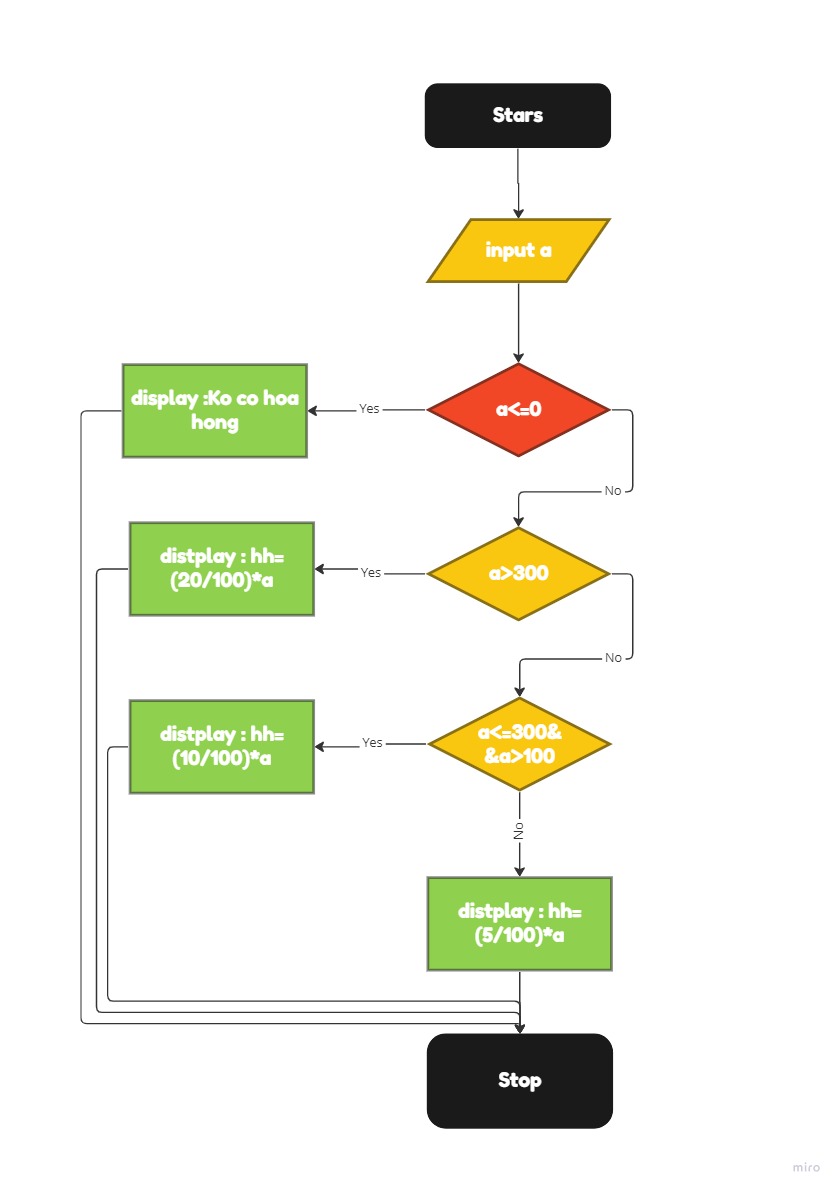 Stars
input a
display :Ko co hoa
hong
Yes
a<=0
No
distplay : hh=
(20/100)*a
Yes
a>300
No
distplay : hh=
(10/100)*a
Yes
a<=300&
&a>100
No
distplay : hh=
(5/100)*a
Stop
miro